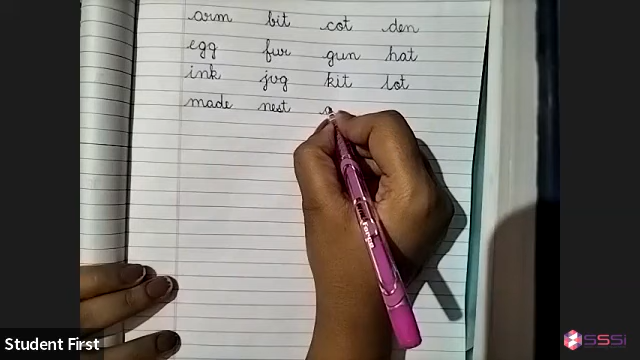 arm bit cot den
egg fur gun hat
ink jug kit lot
made nest
Student First
SSSi